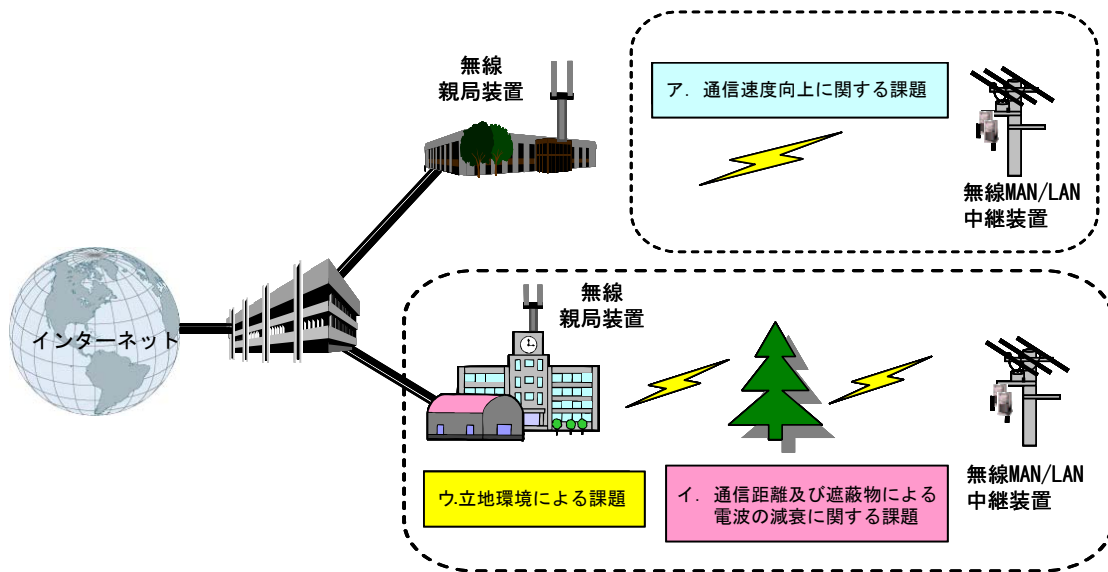 無線
親局装置
ア．通信速度向上に関する課題
無線MAN/LAN
中継装置
インターネット
無線
親局装置
ウ.立地環境による課題
イ．通信距離及び遮蔽物による
電波の減衰に関する課題
無線MAN/LAN
中継装置